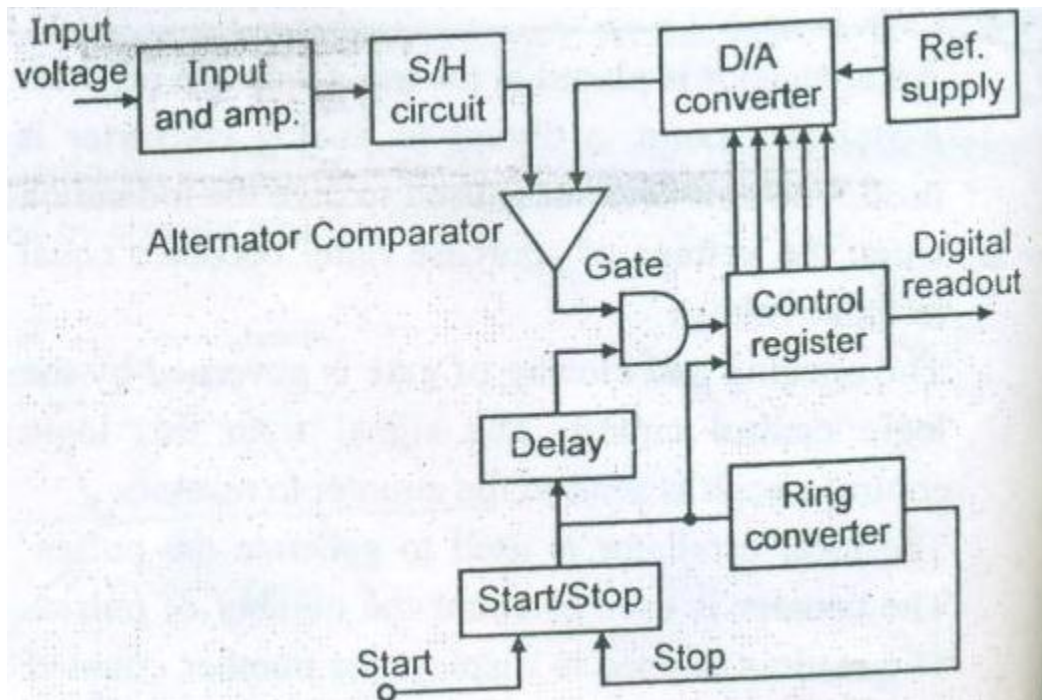 Input
voltage
Input
and amp.
S/H
circuit
D/A
converter
Ref.
supply
Alternator Comparator
Gate
Control
register
Digital
readout
Delay
Ring
converter
Start/Stop
Start
Stop